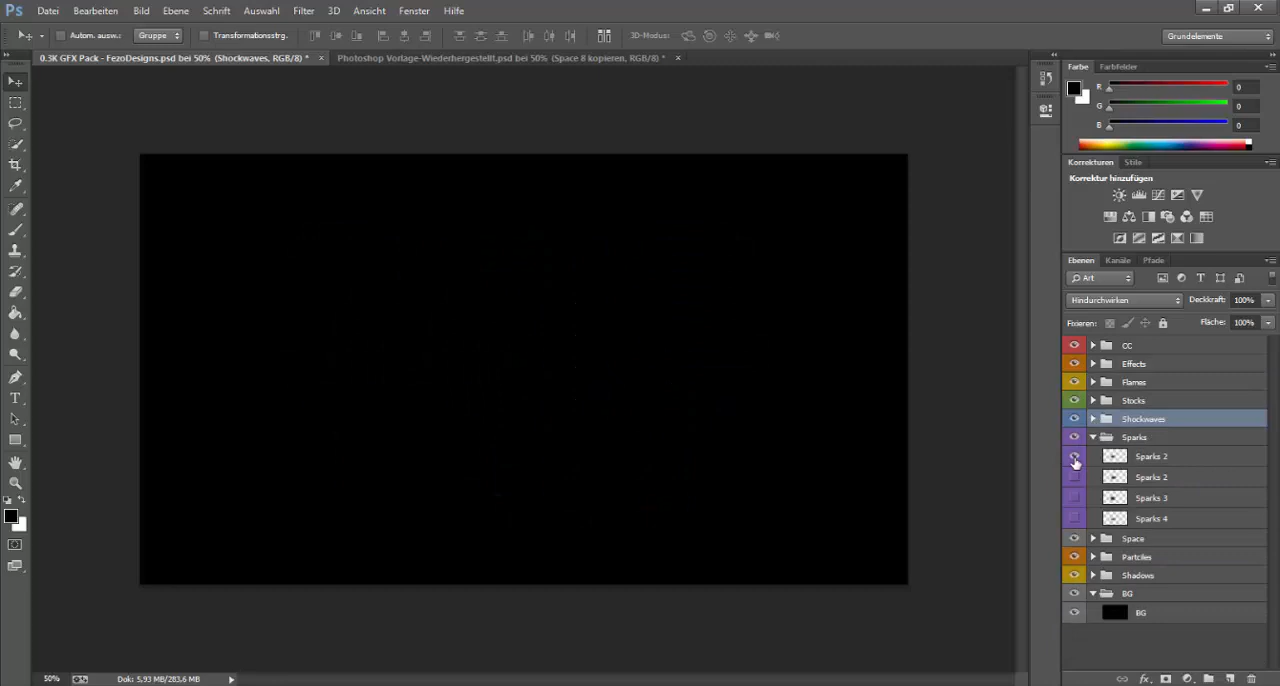 Ps Datei Bearbeiten Bild Ebene Schrift Auswahl Filter 3D Ansicht Fenster Hilfe
Autom. ausw.: Gruppe Transformationsstrg. 3D-Modus: Grundelemente
0.3K GFX Pack - FezoDesigns.psd bei 50% (Shockwaves, RGB/8) * × Photoshop Vorlage-Wiederhergestellt.psd bei 50% (Space 8 kopieren, RGB/8) * ×
Farbe Farbfelder
R 0
G 0
B 0
Korrekturen Stile
Korrektur hinzufügen
Ebenen Kanäle Pfade
Art
Hindurchwirken Deckkraft: 100%
Fixieren: Fläche: 100%
CC
Effects
Flames
Stocks
Shockwaves
Sparks
Sparks 2
Sparks 2
Sparks 3
Sparks 4
Space
Partciles
Shadows
BG
BG
50% Dok: 5,93 MB/283,6 MB